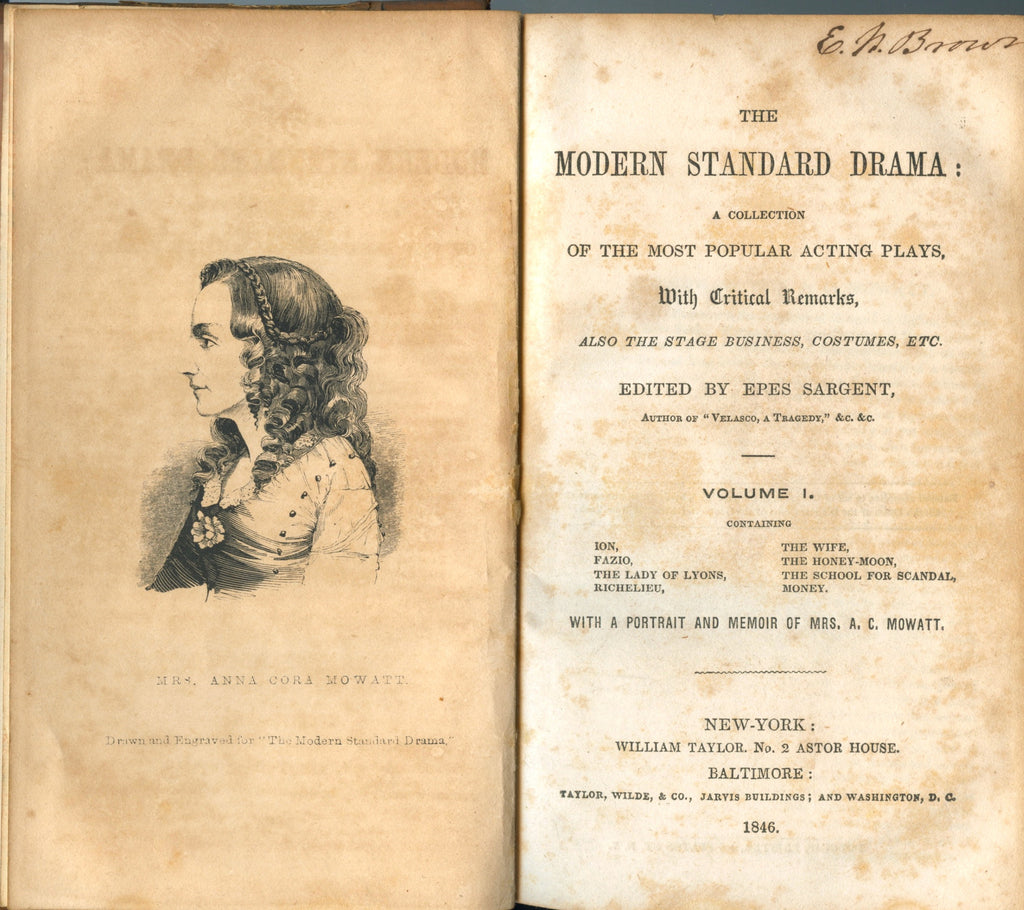 MRS. ANNA CORA MOWATT.
Drawn and Engraved for "The Modern Standard Drama,"
E. N. Brown
THE
MODERN STANDARD DRAMA:
A COLLECTION
OF THE MOST POPULAR ACTING PLAYS,
With Critical Remarks,
ALSO THE STAGE BUSINESS, COSTUMES, ETC.
EDITED BY EPES SARGENT,
AUTHOR OF "VELASCO, A TRAGEDY," &C. &C.
VOLUME I.
CONTAINING
ION, THE WIFE,
FAZIO, THE HONEY-MOON,
THE LADY OF LYONS, THE SCHOOL FOR SCANDAL,
RICHELIEU, MONEY.
WITH A PORTRAIT AND MEMOIR OF MRS. A. C. MOWATT.
NEW-YORK:
WILLIAM TAYLOR. No. 2 ASTOR HOUSE.
BALTIMORE:
TAYLOR, WILDE, & CO., JARVIS BUILDINGS; AND WASHINGTON, D. C.
1846.